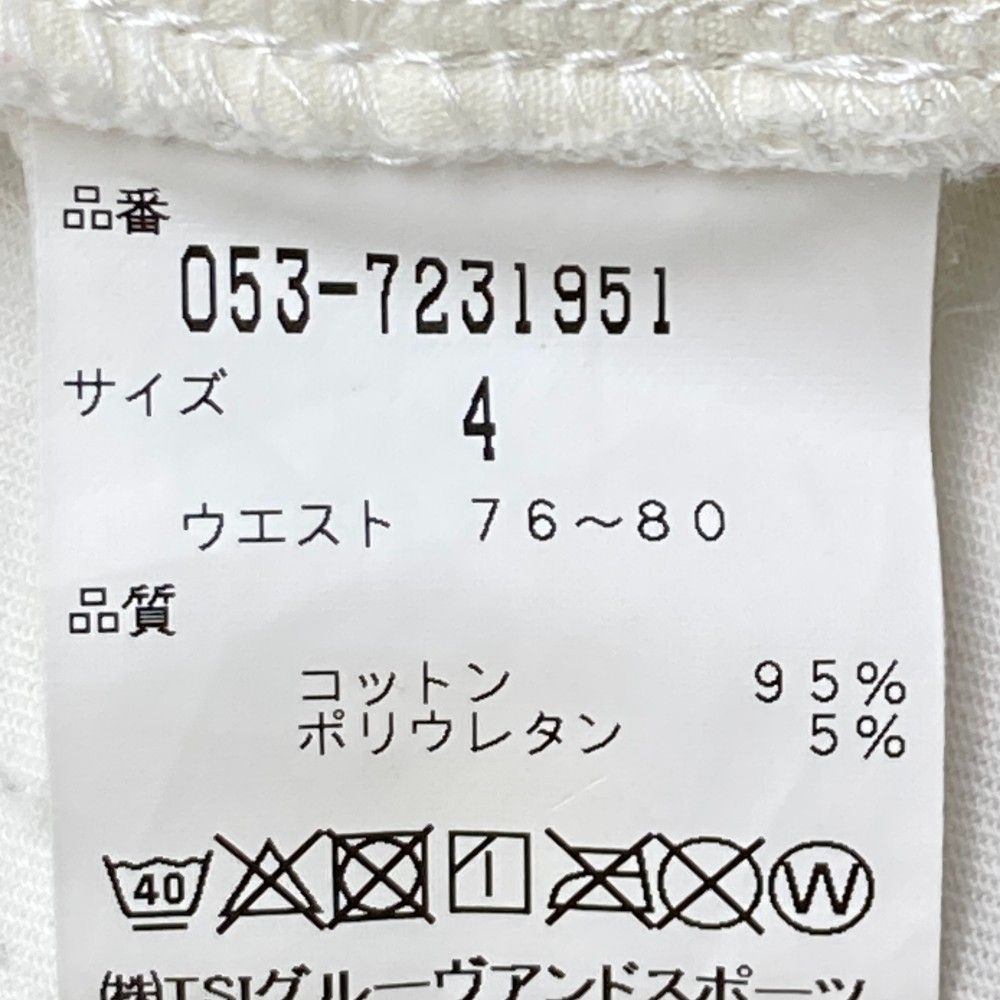 品番
053-7231951
サイズ 4
ウエスト 76〜80
品質
コットン 95%
ポリウレタン 5%
40 W
(株)TSIグルーヴアンドスポーツ